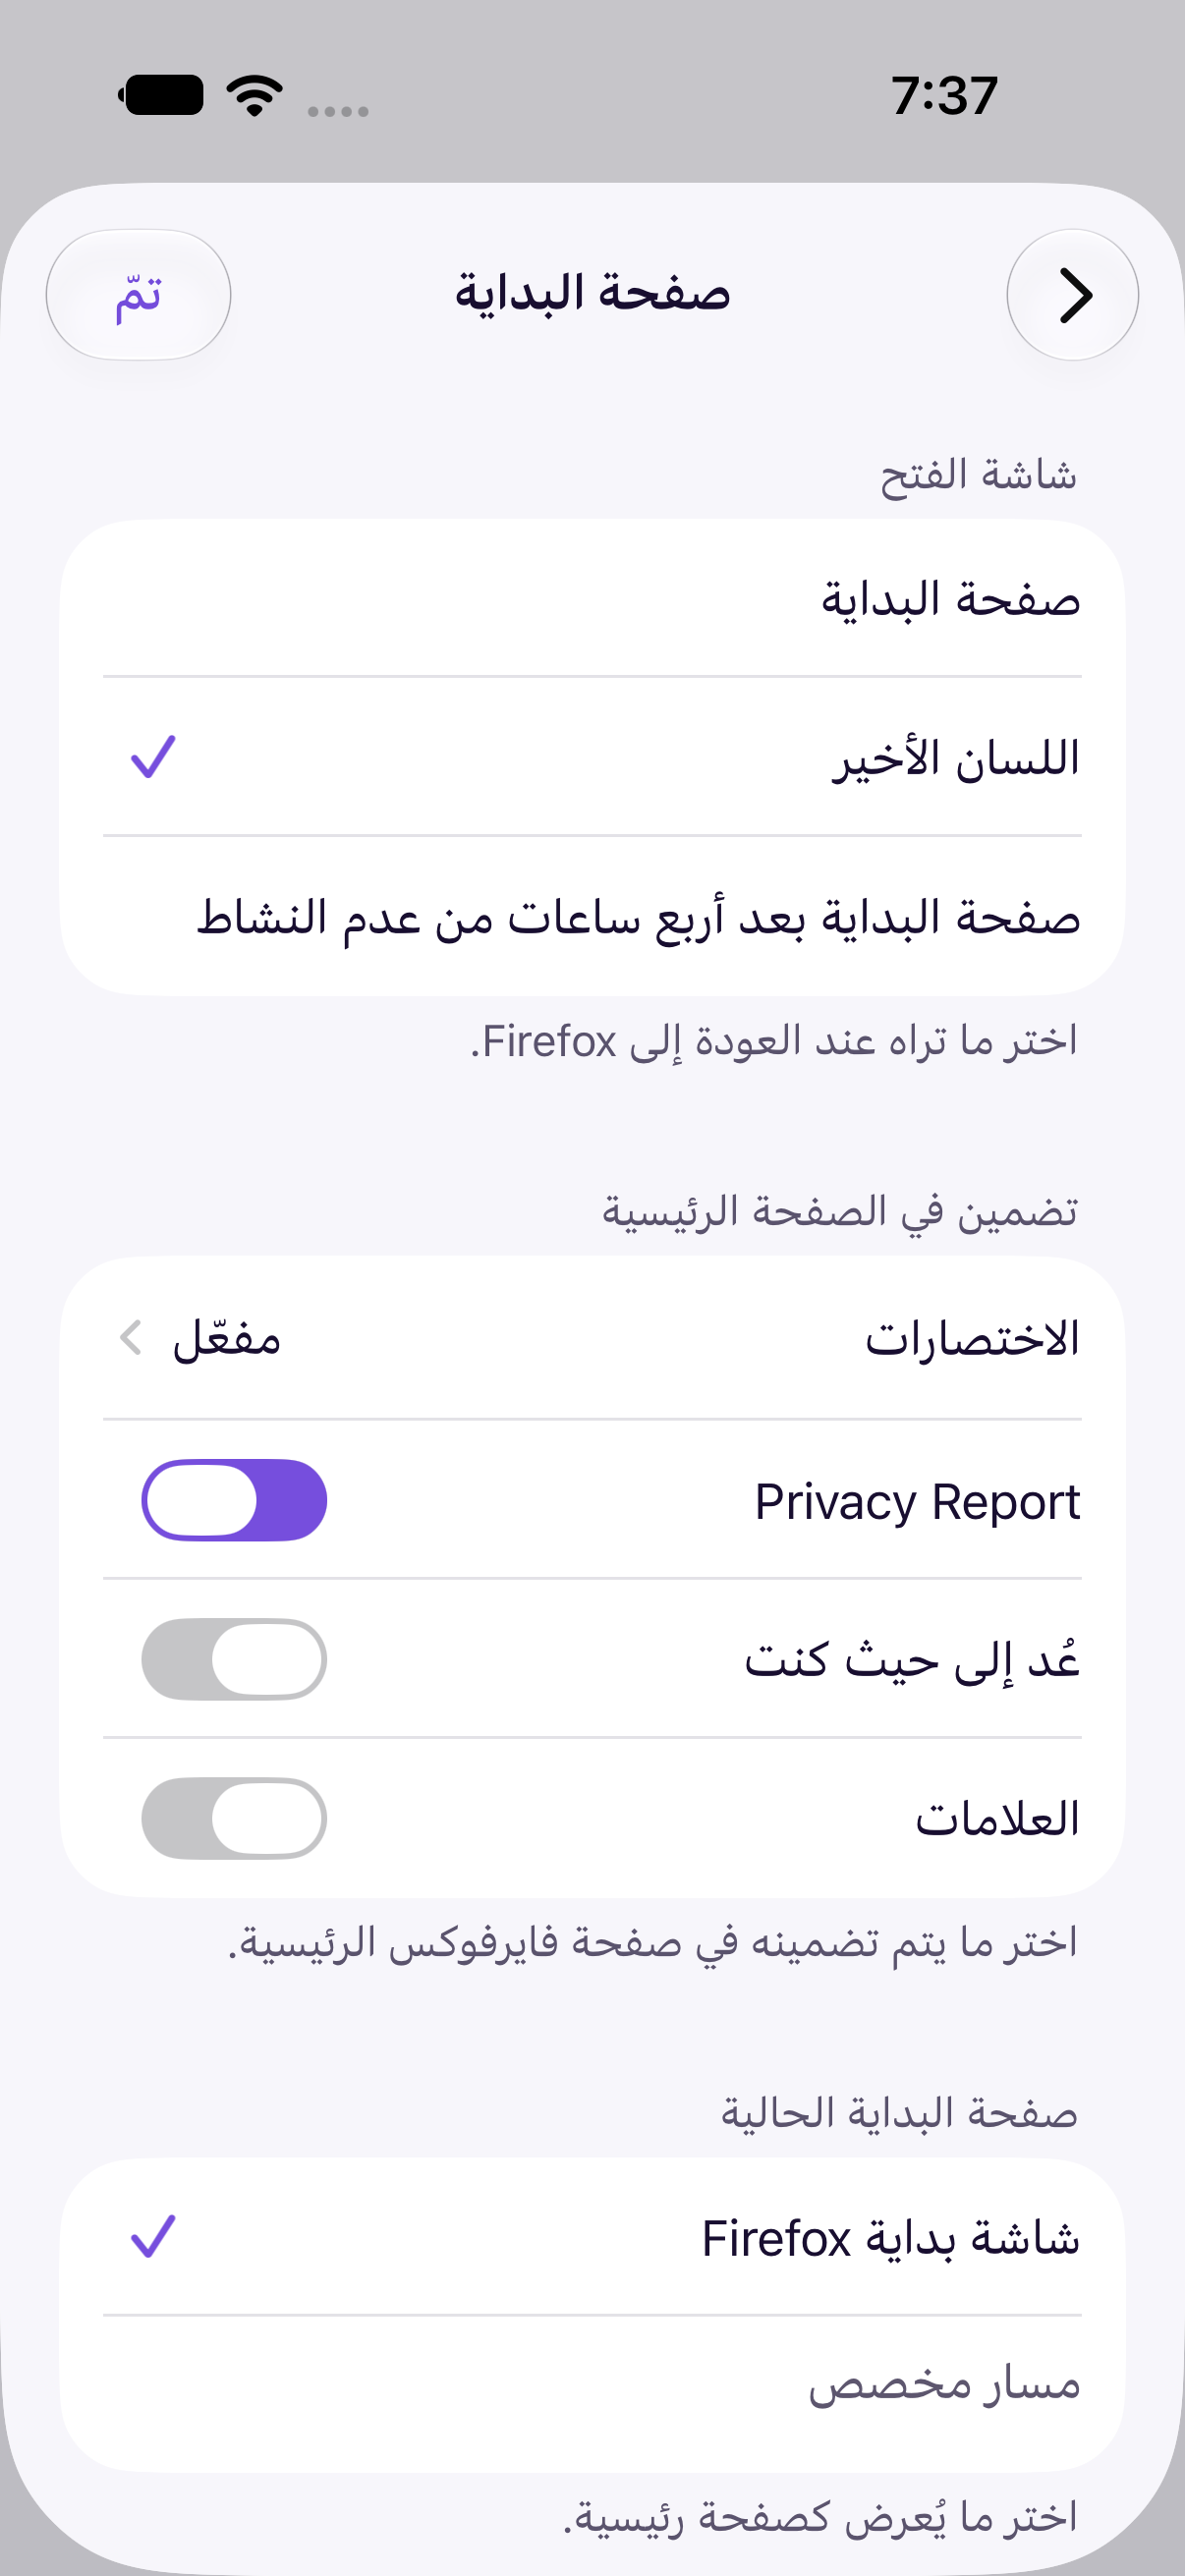 7:37
صفحة البداية
تمّ
شاشة الفتح
صفحة البداية
اللسان الأخير
صفحة البداية بعد أربع ساعات من عدم النشاط
اختر ما تراه عند العودة إلى Firefox.
تضمين في الصفحة الرئيسية
الاختصارات مفعّل
Privacy Report
عُد إلى حيث كنت
العلامات
اختر ما يتم تضمينه في صفحة فايرفوكس الرئيسية.
صفحة البداية الحالية
شاشة بداية Firefox
مسار مخصص
اختر ما يُعرض كصفحة رئيسية.